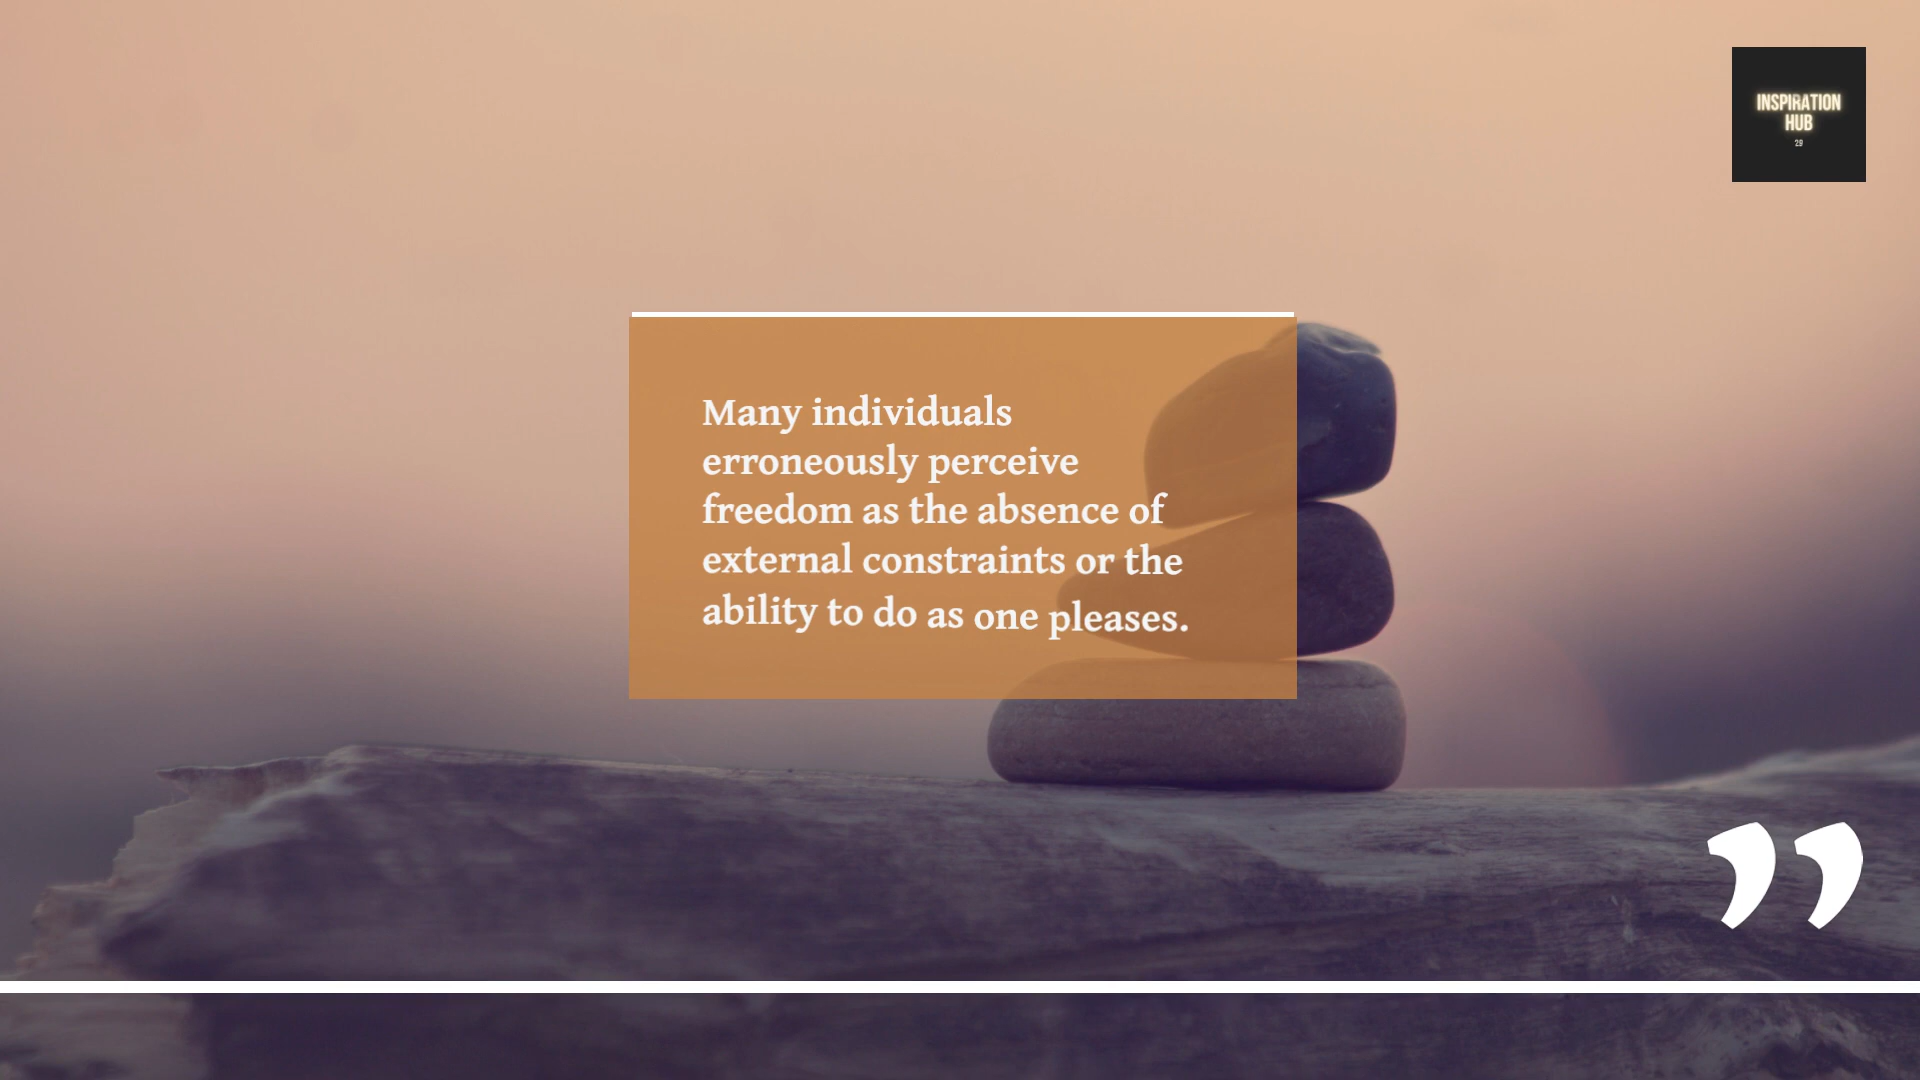 INSPIRATION
HUB
29
Many individuals
erroneously perceive
freedom as the absence of
external constraints or the
ability to do as one pleases.
”